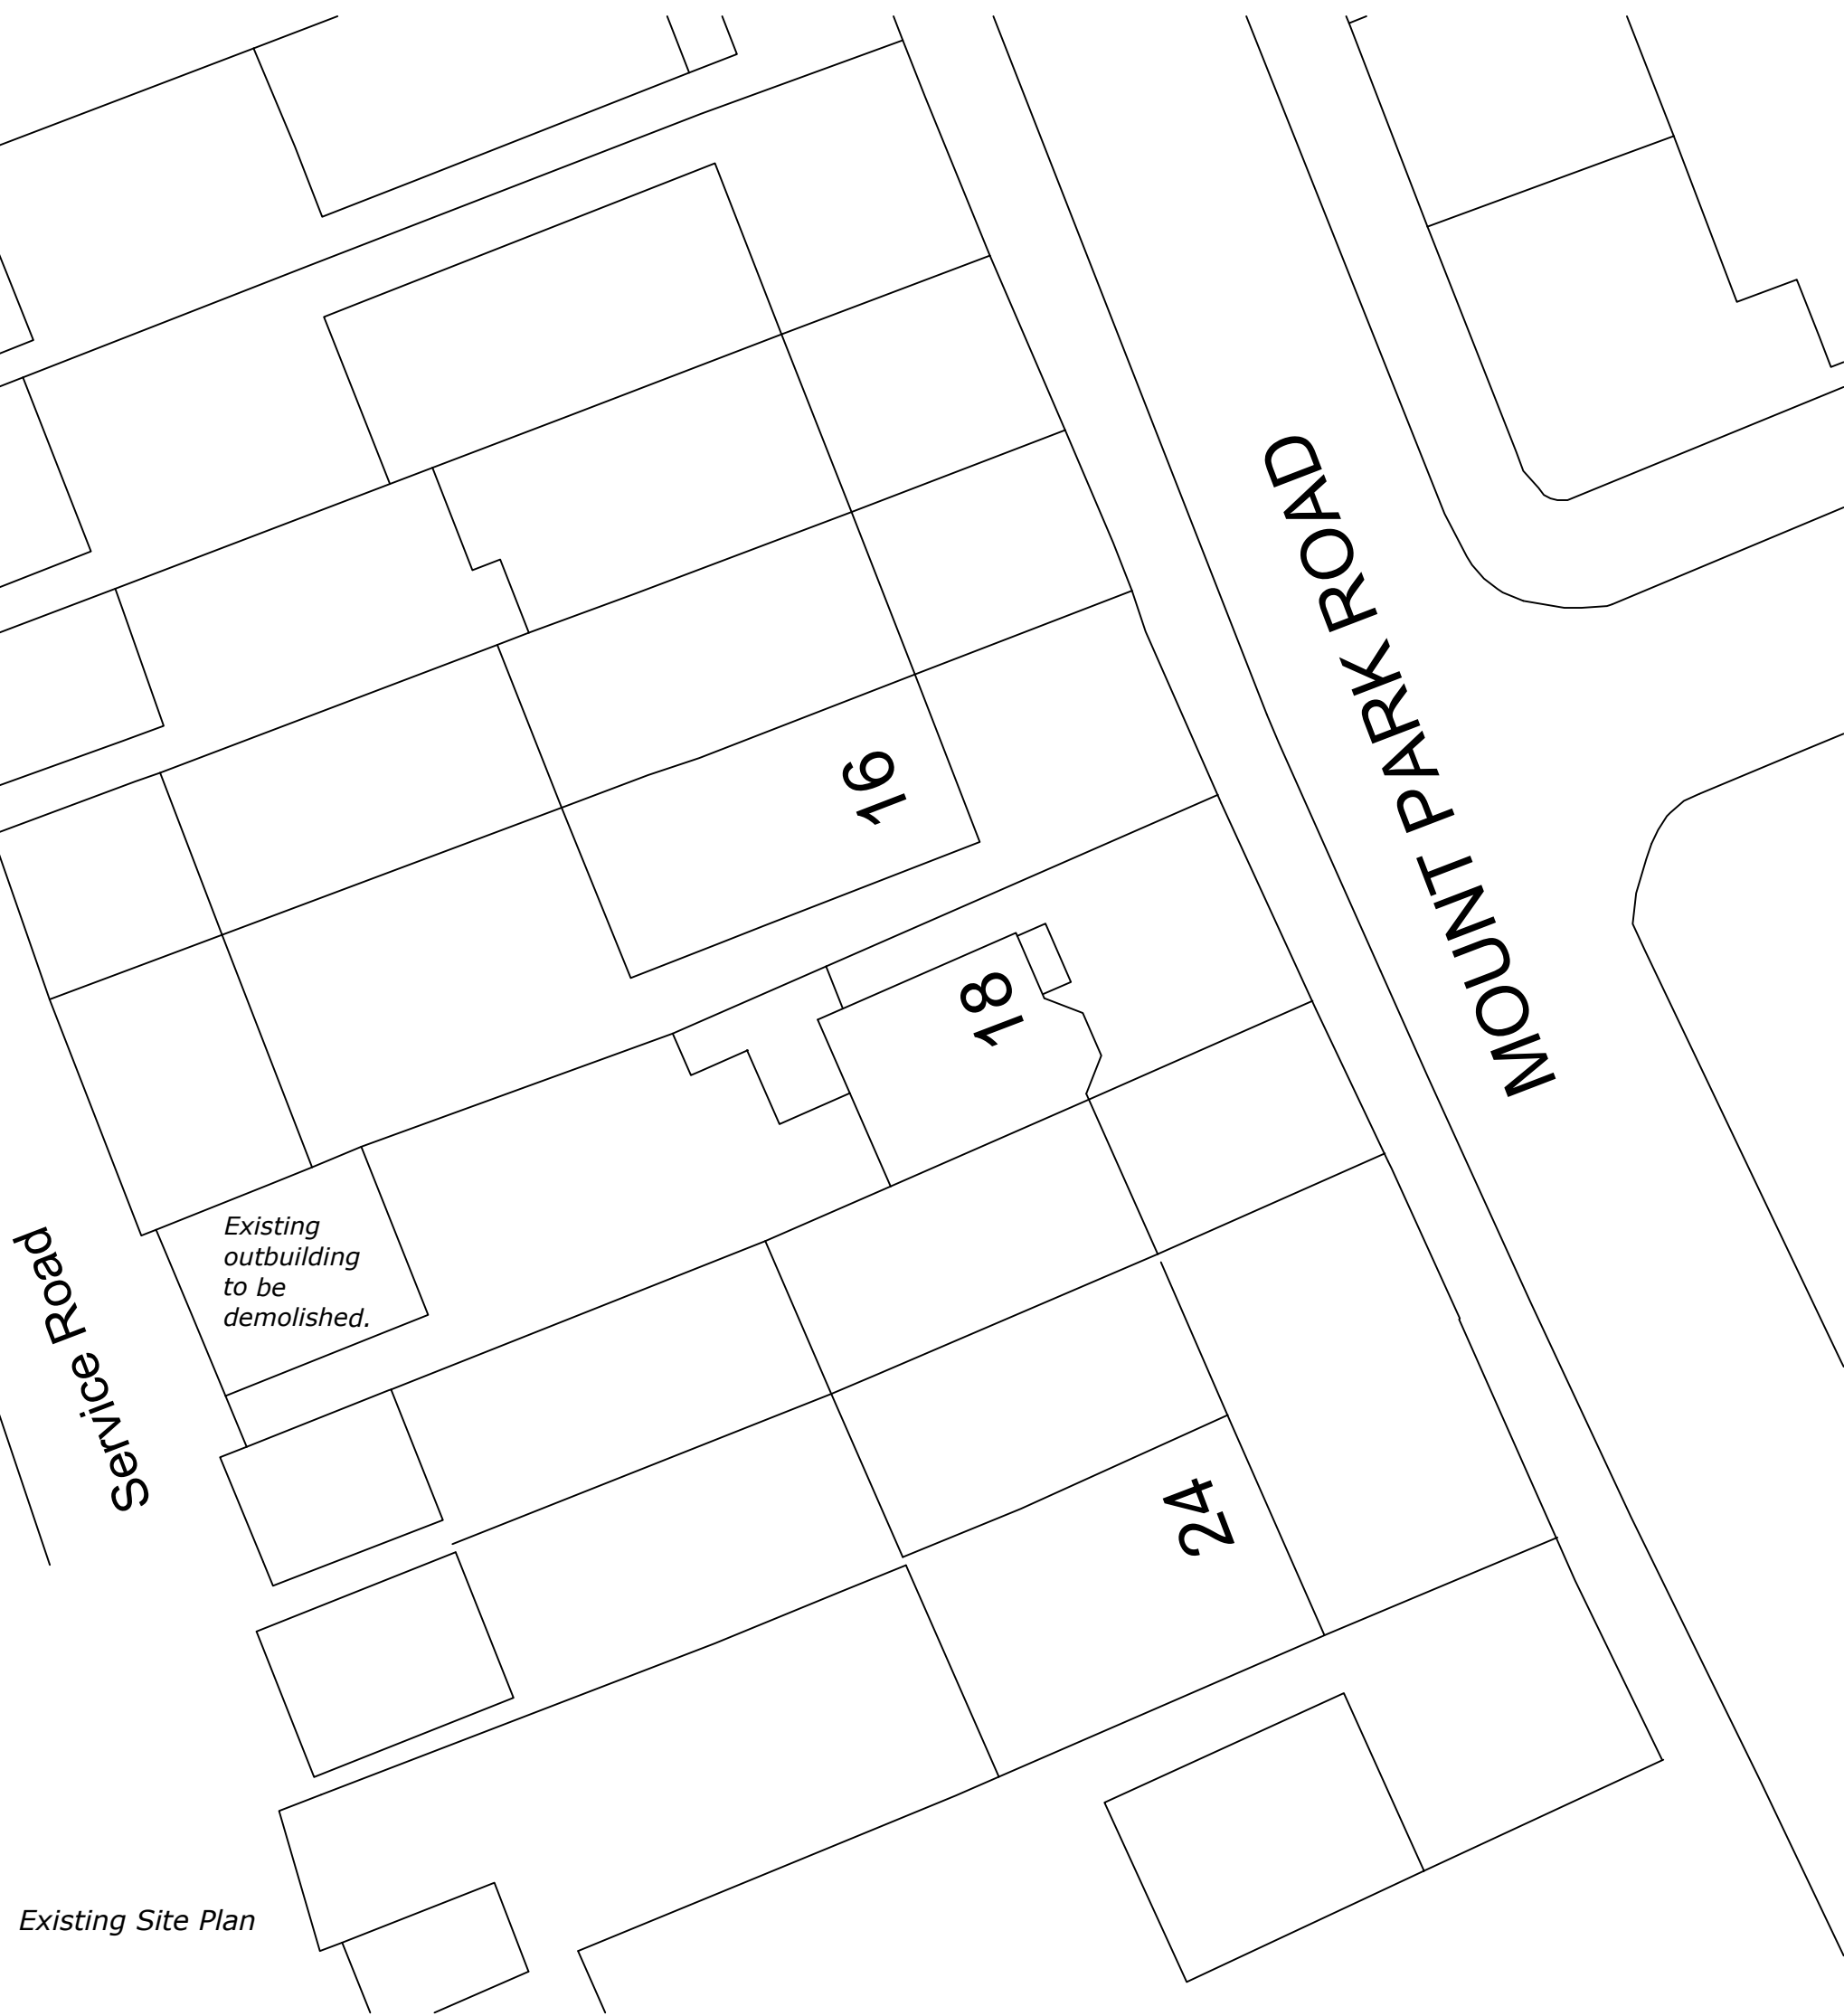 MOUNT PARK ROAD
16
18
Existing
outbuilding
to be
demolished.
Service Road
24
Existing Site Plan